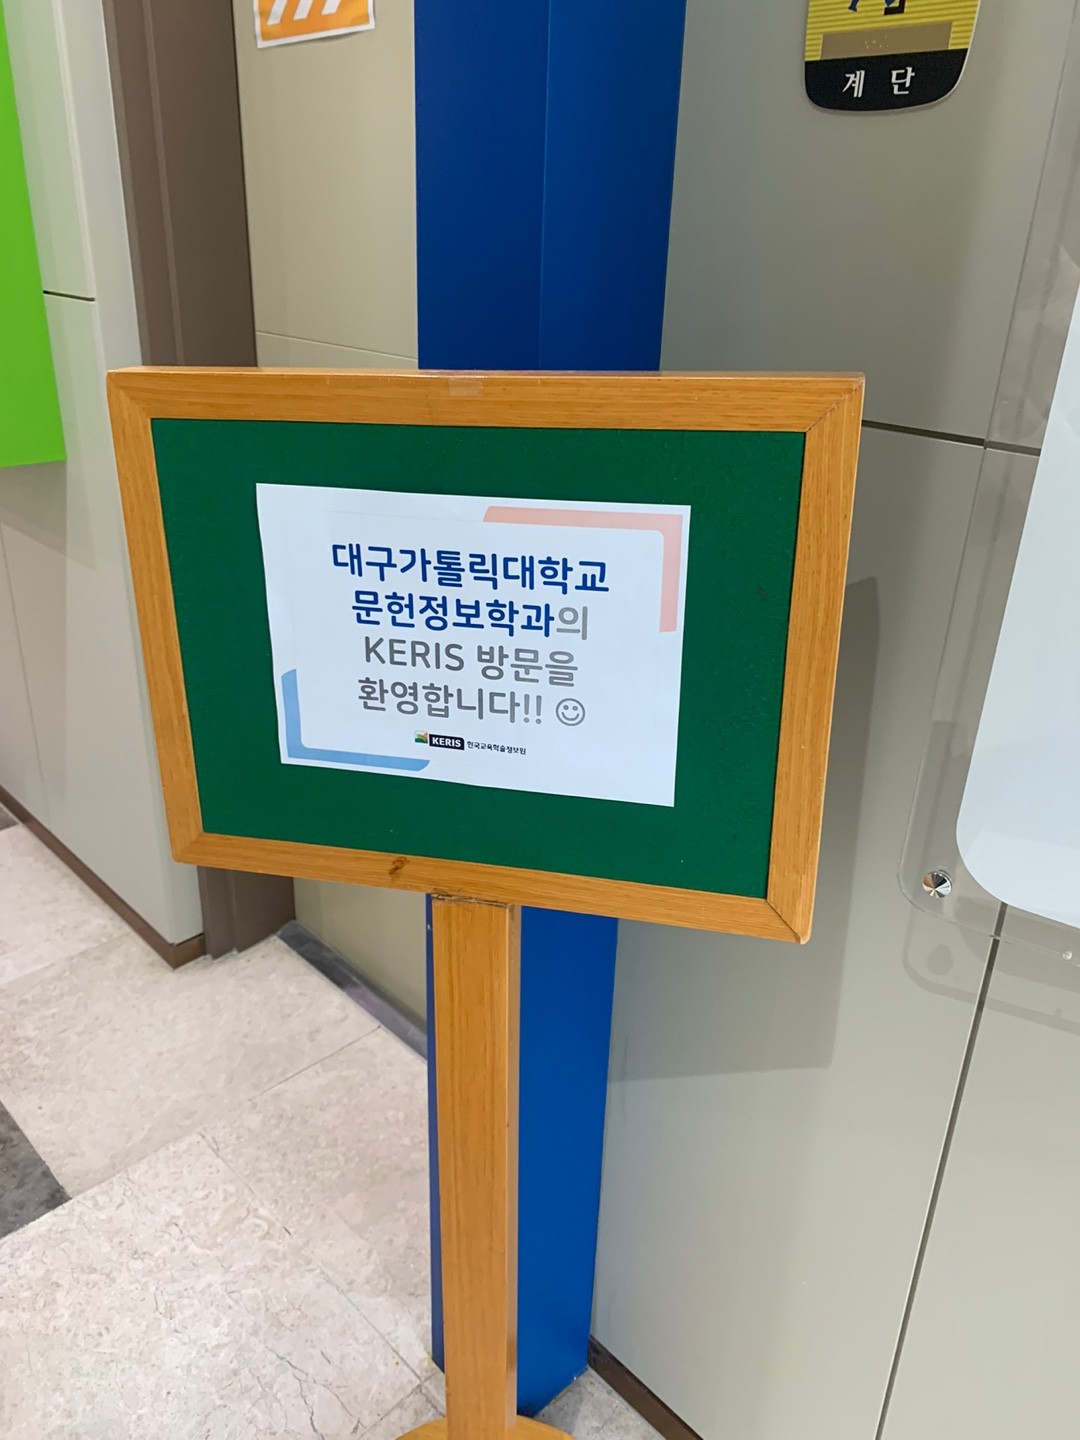 계단
대구가톨릭대학교
문헌정보학과의
KERIS 방문을
환영합니다!! ☺
KERIS 한국교육학술정보원